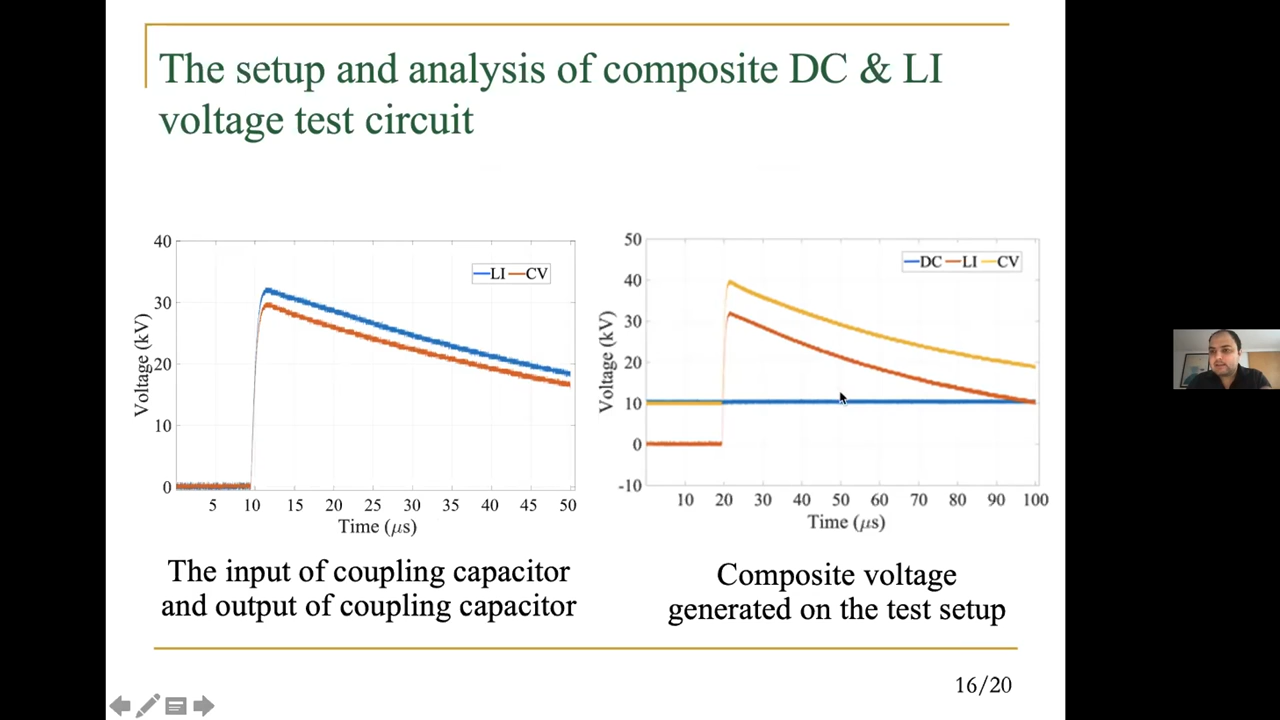 The setup and analysis of composite DC & LI
voltage test circuit
40
30
20
10
0
Voltage (kV)
LI CV
5 10 15 20 25 30 35 40 45 50
Time (μs)
The input of coupling capacitor
and output of coupling capacitor
50
40
30
20
10
0
-10
Voltage (kV)
DC LI CV
10 20 30 40 50 60 70 80 90 100
Time (μs)
Composite voltage
generated on the test setup
16/20